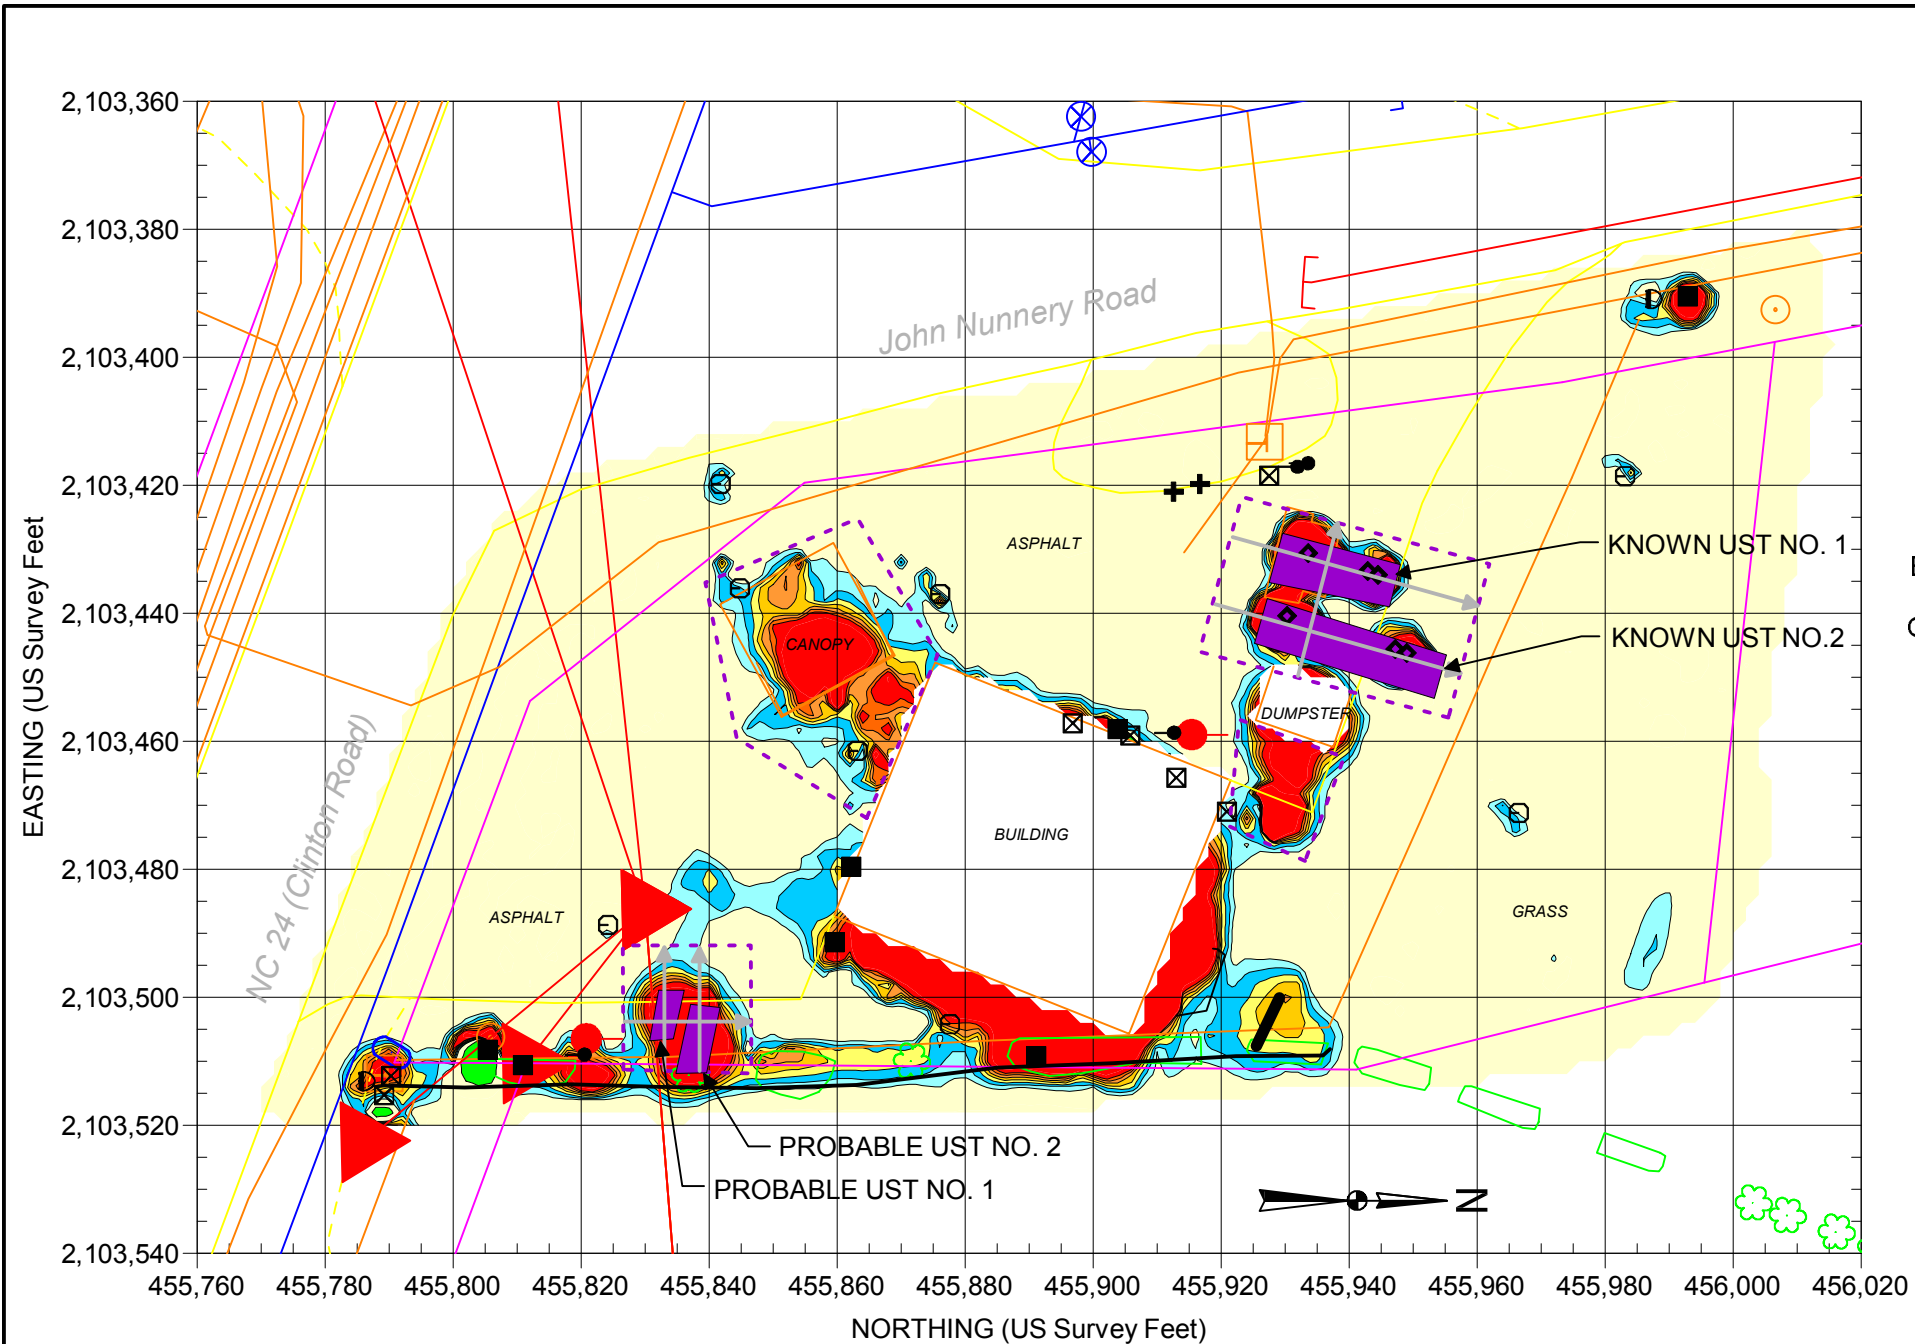 2,103,360
2,103,380
2,103,400
2,103,420
2,103,440
2,103,460
2,103,480
2,103,500
2,103,520
2,103,540
EASTING (US Survey Feet)
John Nunnery Road
NC 24 (Clinton Road)
ASPHALT
KNOWN UST NO. 1
KNOWN UST NO.2
CANOPY
DUMPSTER
BUILDING
ASPHALT
GRASS
PROBABLE UST NO. 2
PROBABLE UST NO. 1
N
455,760 455,780 455,800 455,820 455,840 455,860 455,880 455,900 455,920 455,940 455,960 455,980 456,000 456,020
NORTHING (US Survey Feet)